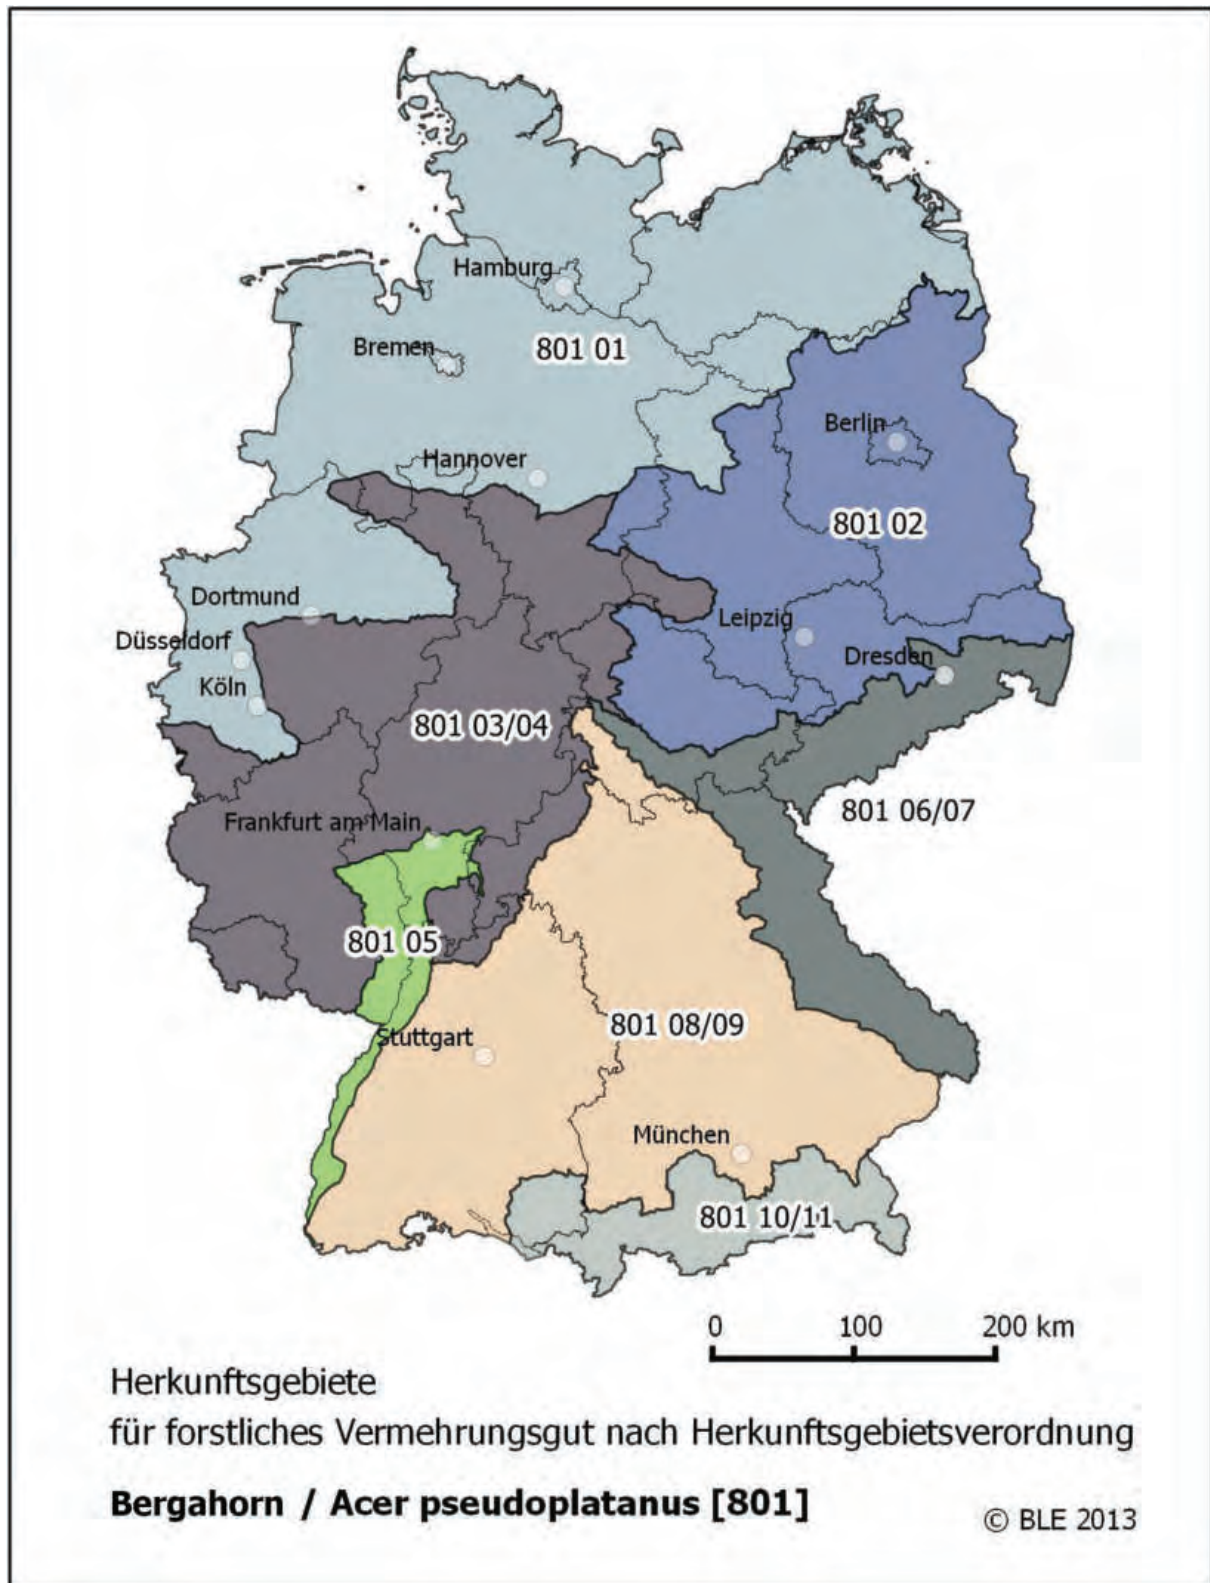 Hamburg
Bremen
801 01
Berlin
Hannover
801 02
Dortmund
Leipzig
Düsseldorf
Dresden
Köln
801 03/04
801 06/07
Frankfurt am Main
801 05
801 08/09
Stuttgart
München
801 10/11
0 100 200 km
Herkunftsgebiete
für forstliches Vermehrungsgut nach Herkunftsgebietsverordnung
Bergahorn / Acer pseudoplatanus [801]
© BLE 2013